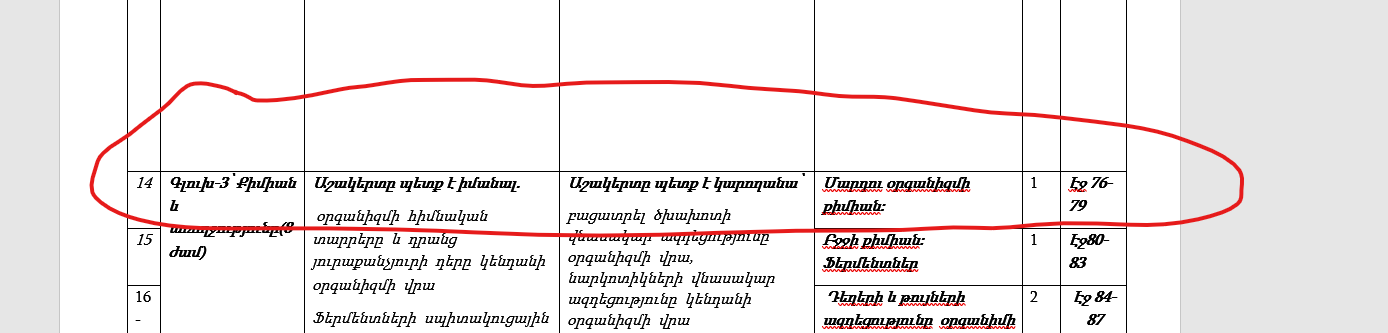 14
Գլուխ-3՝ Քիմիան
և
առողջությունը(8
ժամ)
Աշակերտը պետք է իմանալ.
օրգանիզմի հիմնական
տարրերը և դրանց
յուրաքանչյուրի դերը կենդանի
օրգանիզմի վրա
Ֆերմենտների սպիտակուցային
Աշակերտը պետք է կարողանա՝
բացատրել ծխախոտի
վնասակար ազդեցությունը
օրգանիզմի վրա,
նարկոտիկների վնասակար
ազդեցությունը կենդանի
օրգանիզմի վրա
Մարդու օրգանիզմի
քիմիան:
1
էջ 76-
79
15
Բջջի քիմիան:
Ֆերմենտներ
1
էջ80-
83
16
-
Դեղերի և թույների
ազդեցությունը օրգանիմի
2
էջ 84-
87